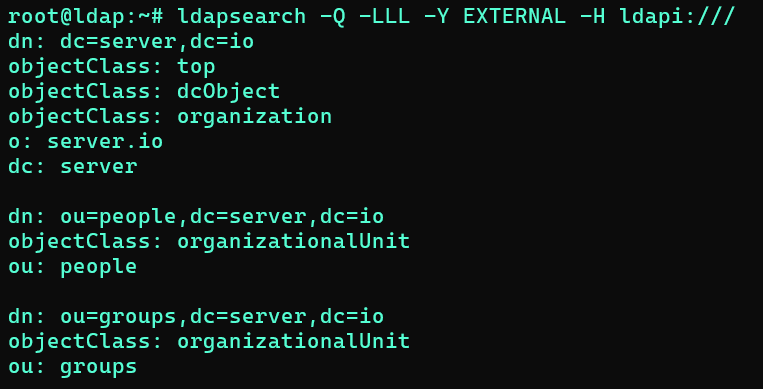 root@ldap:~# ldapsearch -Q -LLL -Y EXTERNAL -H ldapi:///
dn: dc=server,dc=io
objectClass: top
objectClass: dcObject
objectClass: organization
o: server.io
dc: server
dn: ou=people,dc=server,dc=io
objectClass: organizationalUnit
ou: people
dn: ou=groups,dc=server,dc=io
objectClass: organizationalUnit
ou: groups